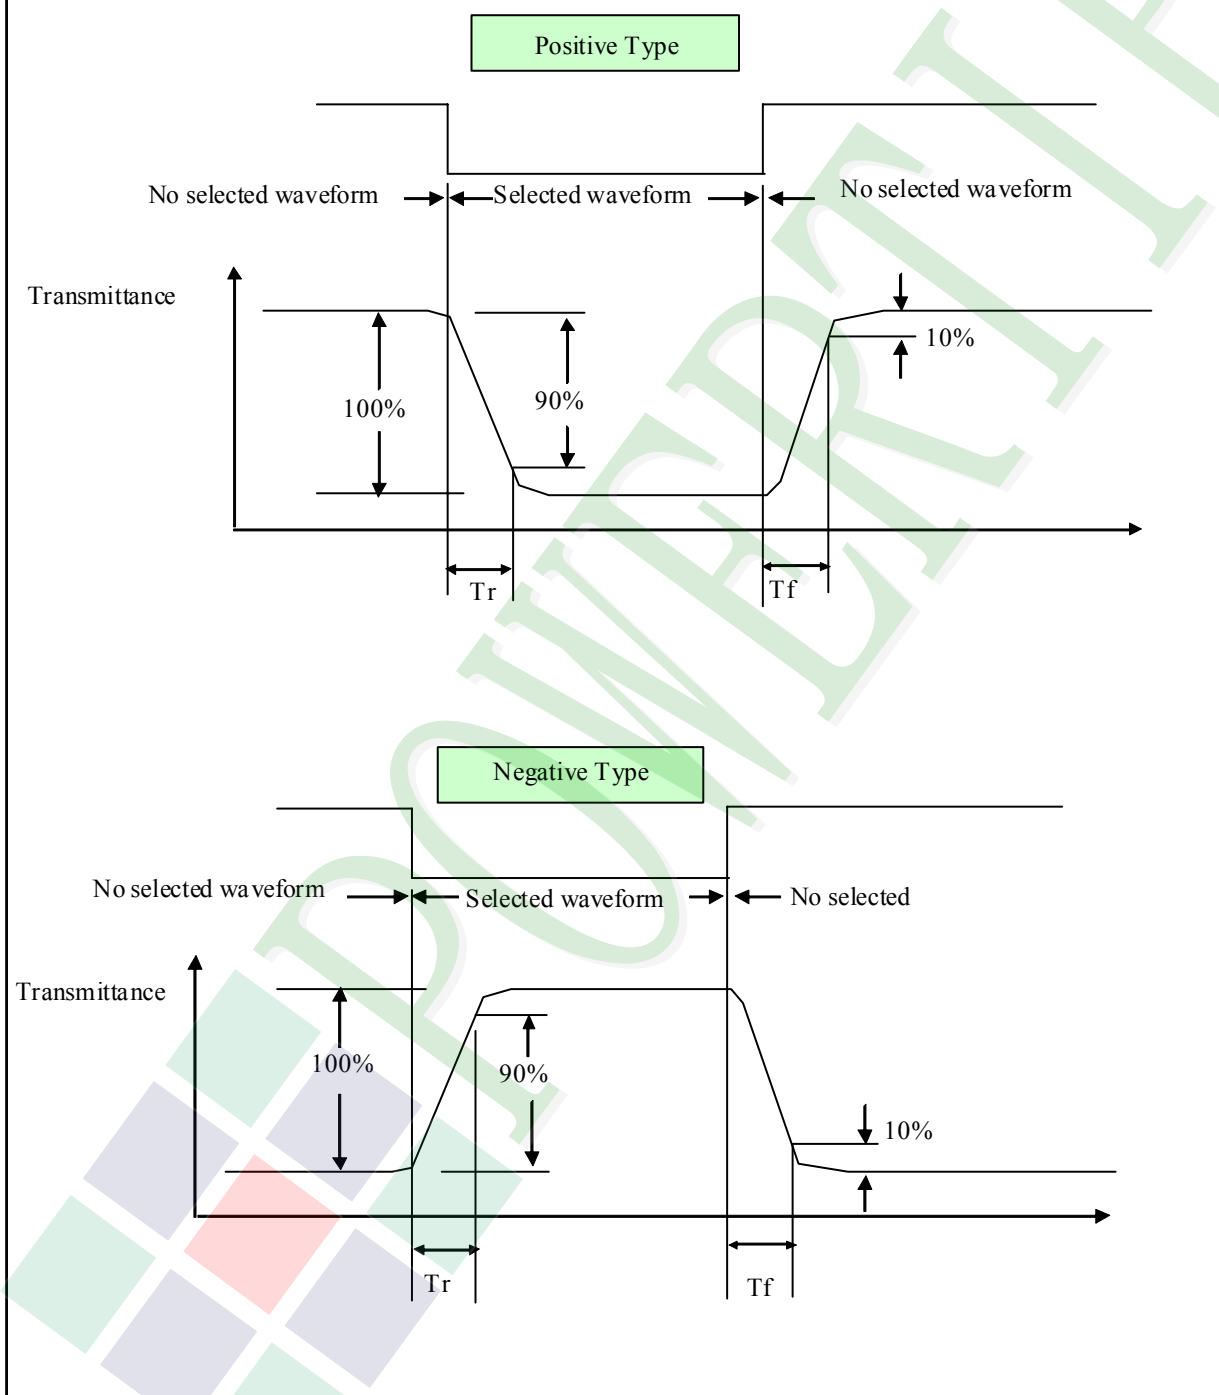 Positive Type
No selected waveform
Selected waveform
No selected waveform
Transmittance
100%
90%
10%
Tr
Tf
Negative Type
No selected waveform
Selected waveform
No selected
Transmittance
100%
90%
10%
Tr
Tf
POWERTI